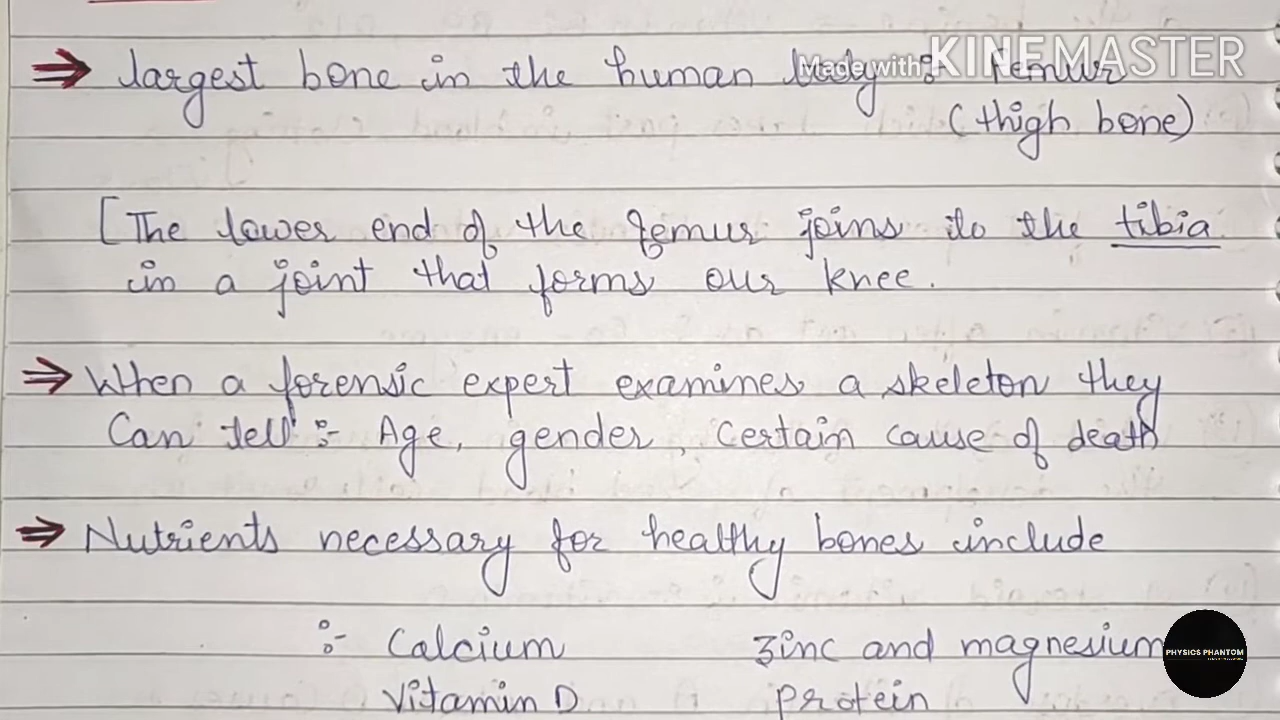 ⇒ largest bone in the human body :- femur
Made with KINEMASTER
(thigh bone)
[The lower end of the femur joins to the tibia
in a joint that forms our knee.
⇒ When a forensic expert examines a skeleton they
Can tell :- Age, gender, certain cause of death
⇒ Nutrients necessary for healthy bones include
:- Calcium zinc and magnesium
Vitamin D protein
PHYSICS PHANTOM